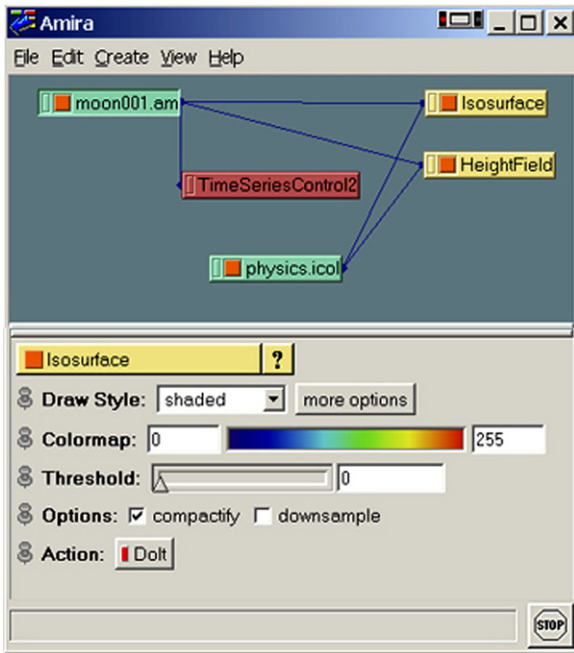 Amira
File Edit Create View Help
moon001.am
Isosurface
HeightField
TimeSeriesControl2
physics.icol
Isosurface ?
Draw Style: shaded more options
Colormap: 0 255
Threshold: 0
Options: compactify downsample
Action: DoIt
STOP